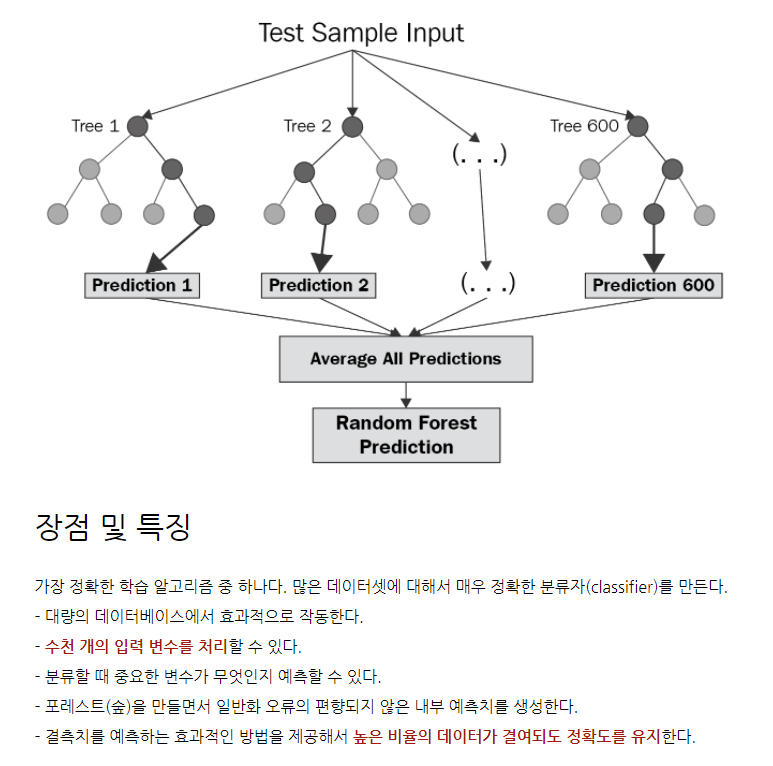 Test Sample Input
Tree 1
Tree 2
(. . .)
Tree 600
Prediction 1
Prediction 2
(. . .)
Prediction 600
Average All Predictions
Random Forest
Prediction
장점 및 특징
가장 정확한 학습 알고리즘 중 하나다. 많은 데이터셋에 대해서 매우 정확한 분류자(classifier)를 만든다.
- 대량의 데이터베이스에서 효과적으로 작동한다.
- 수천 개의 입력 변수를 처리할 수 있다.
- 분류할 때 중요한 변수가 무엇인지 예측할 수 있다.
- 포레스트(숲)을 만들면서 일반화 오류의 편향되지 않은 내부 예측치를 생성한다.
- 결측치를 예측하는 효과적인 방법을 제공해서 높은 비율의 데이터가 결여되도 정확도를 유지한다.